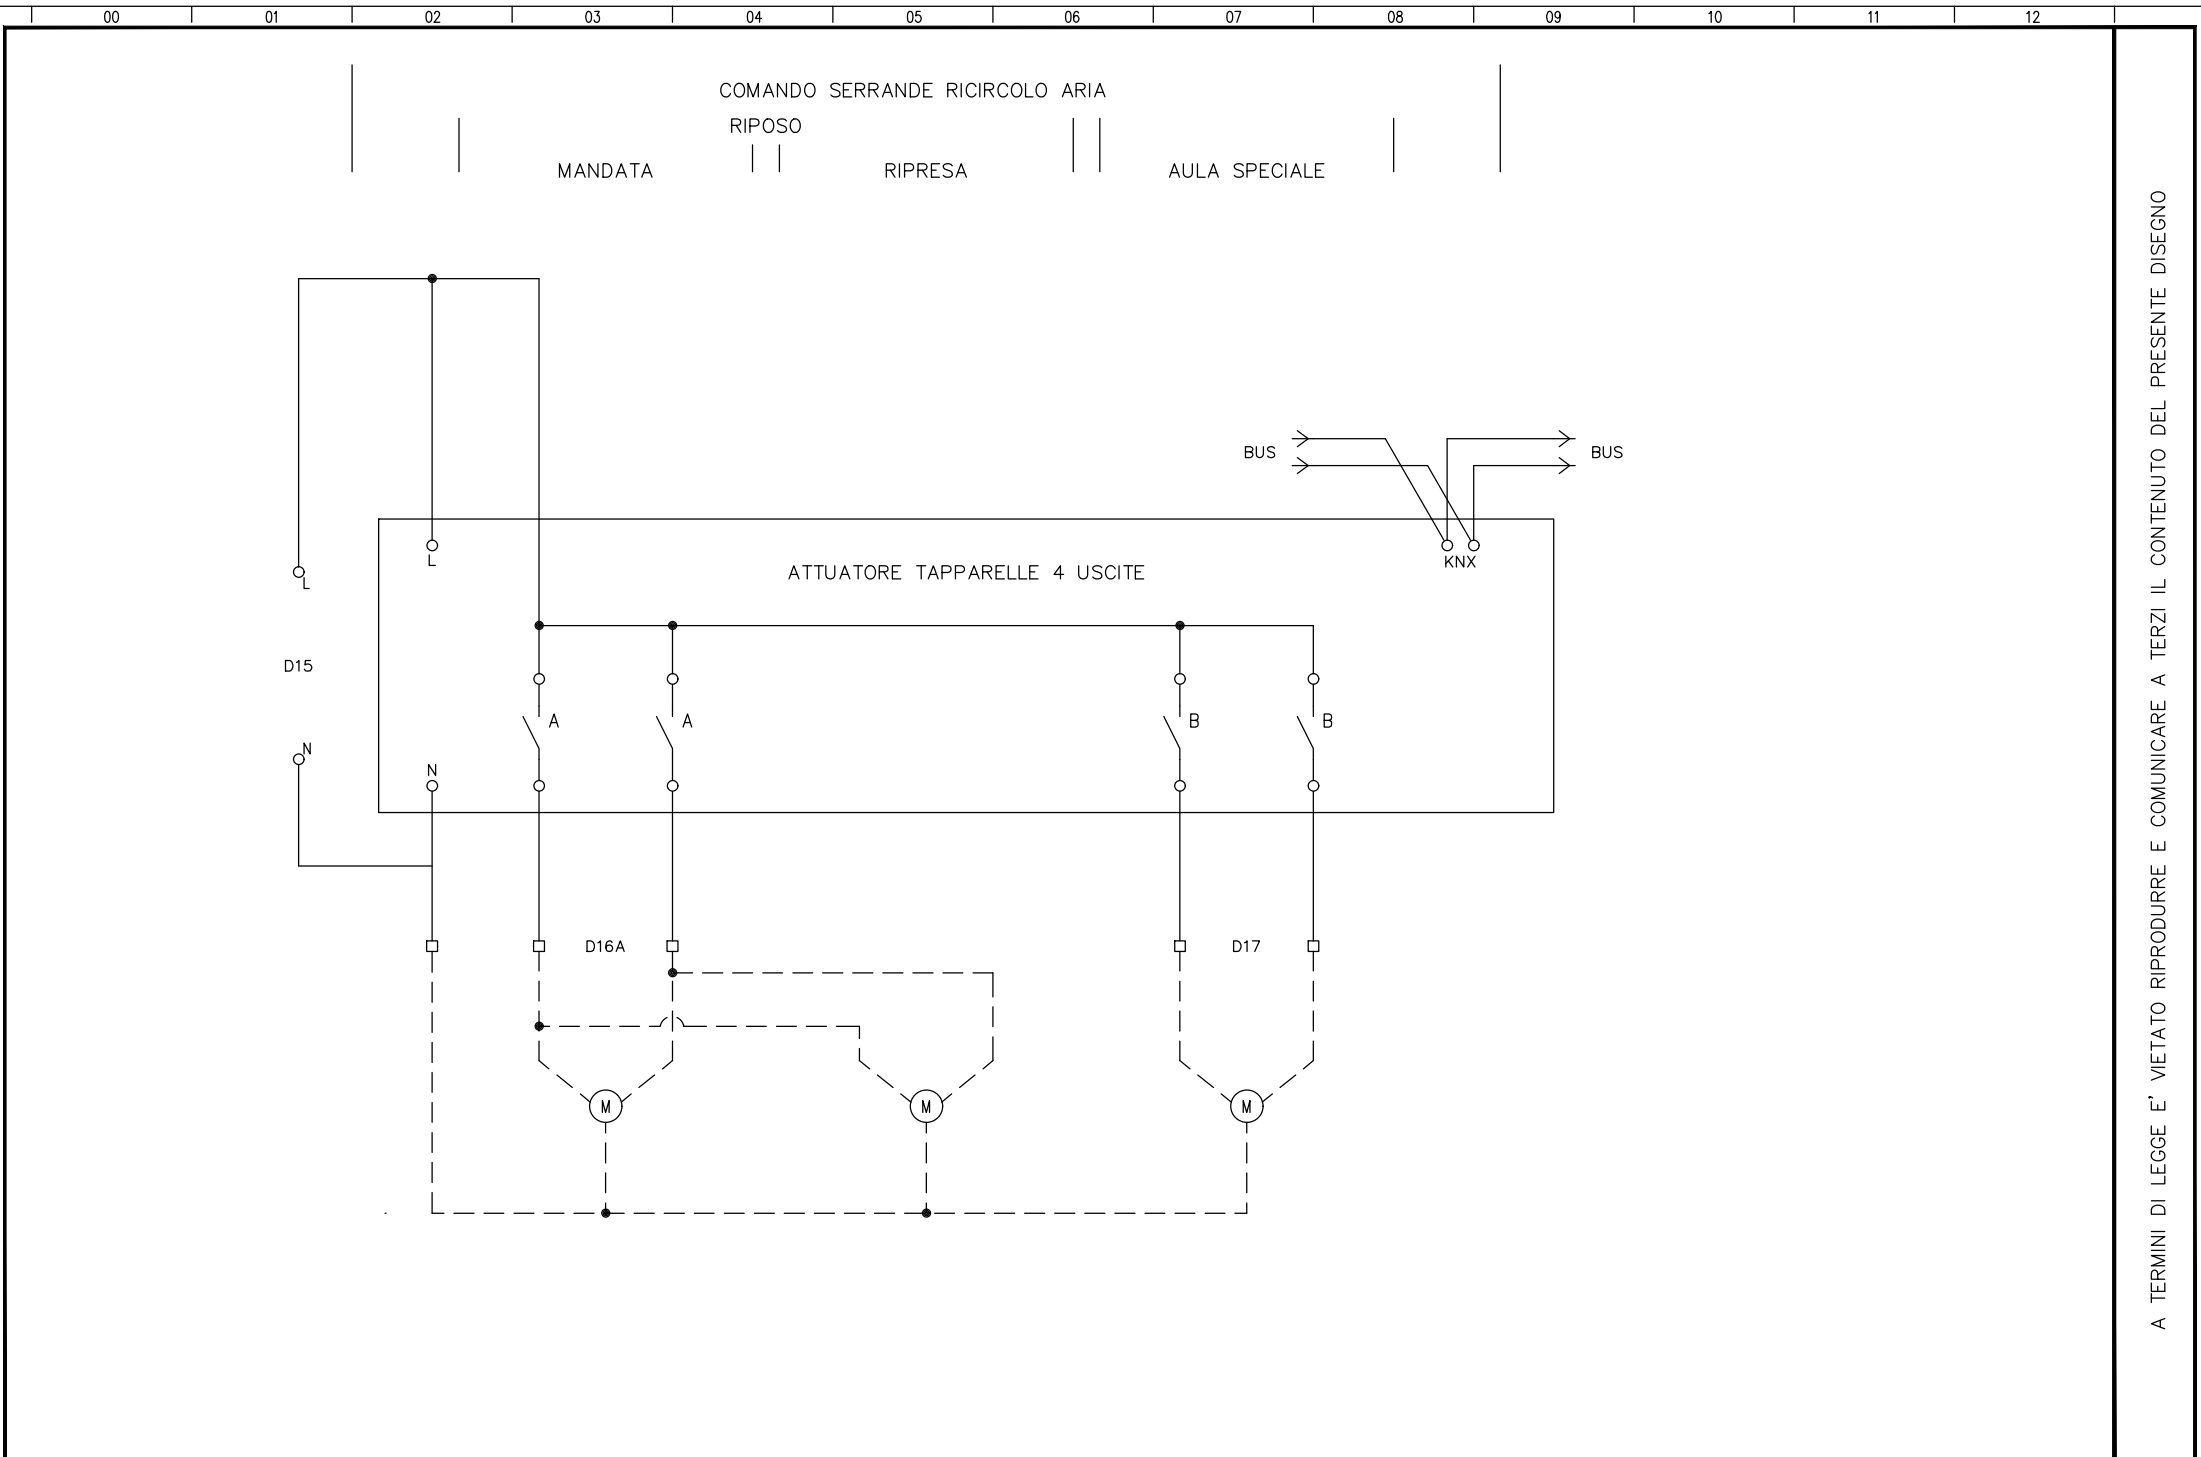 00 01 02 03 04 05 06 07 08 09 10 11 12
COMANDO SERRANDE RICIRCOLO ARIA
RIPOSO
MANDATA RIPRESA AULA SPECIALE
BUS BUS
L KNX
ATTUATORE TAPPARELLE 4 USCITE
L
D15
A A B B
N
N
D16A D17
M M M
A TERMINI DI LEGGE E' VIETATO RIPRODURRE E COMUNICARE A TERZI IL CONTENUTO DEL PRESENTE DISEGNO